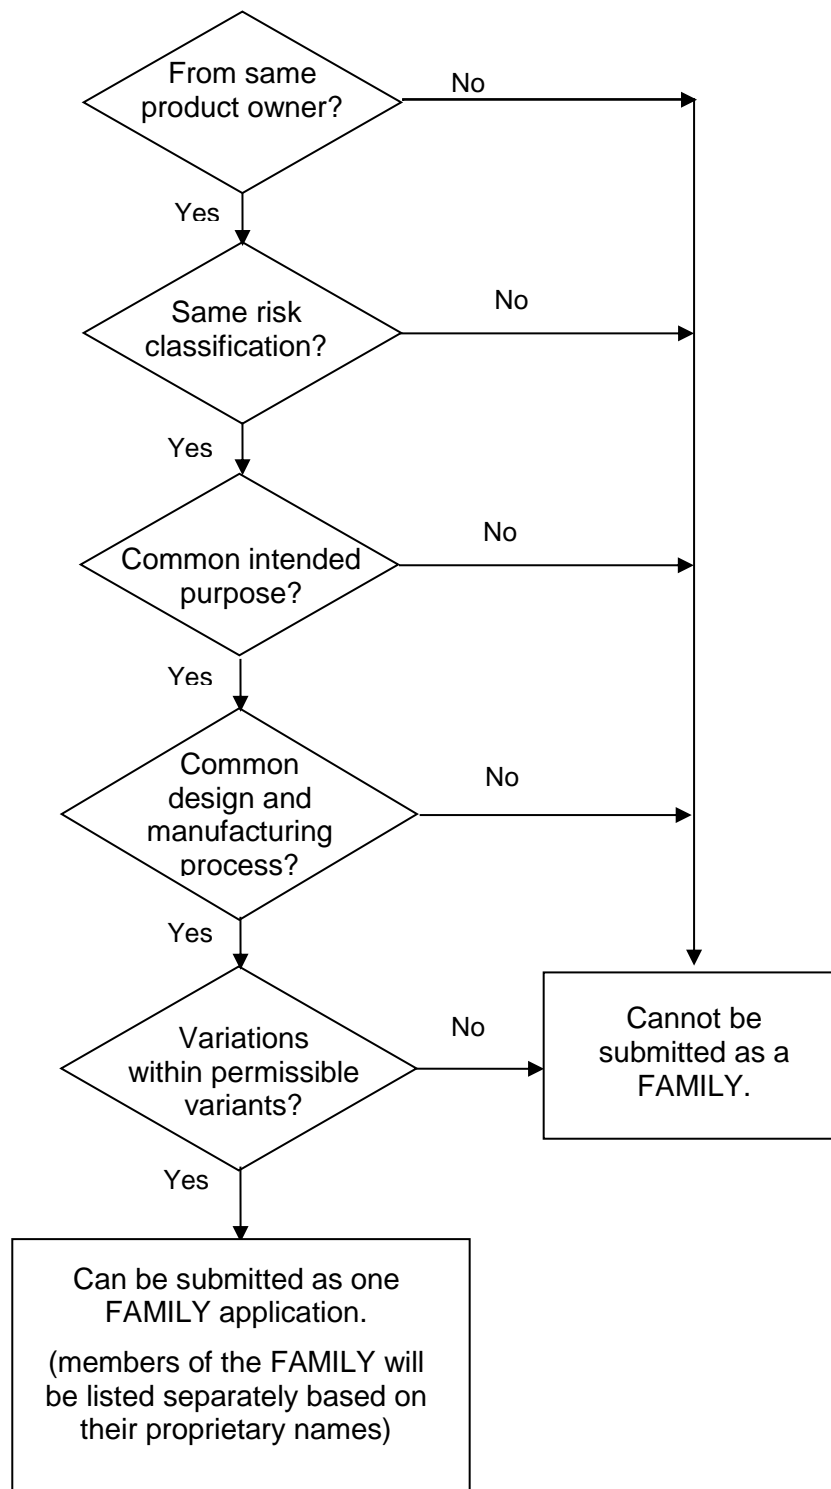 From same
product owner?
No
Yes
Same risk
classification?
No
Yes
Common intended
purpose?
No
Yes
Common
design and
manufacturing
process?
No
Yes
Variations
within permissible
variants?
No
Cannot be
submitted as a
FAMILY.
Yes
Can be submitted as one
FAMILY application.
(members of the FAMILY will
be listed separately based on
their proprietary names)